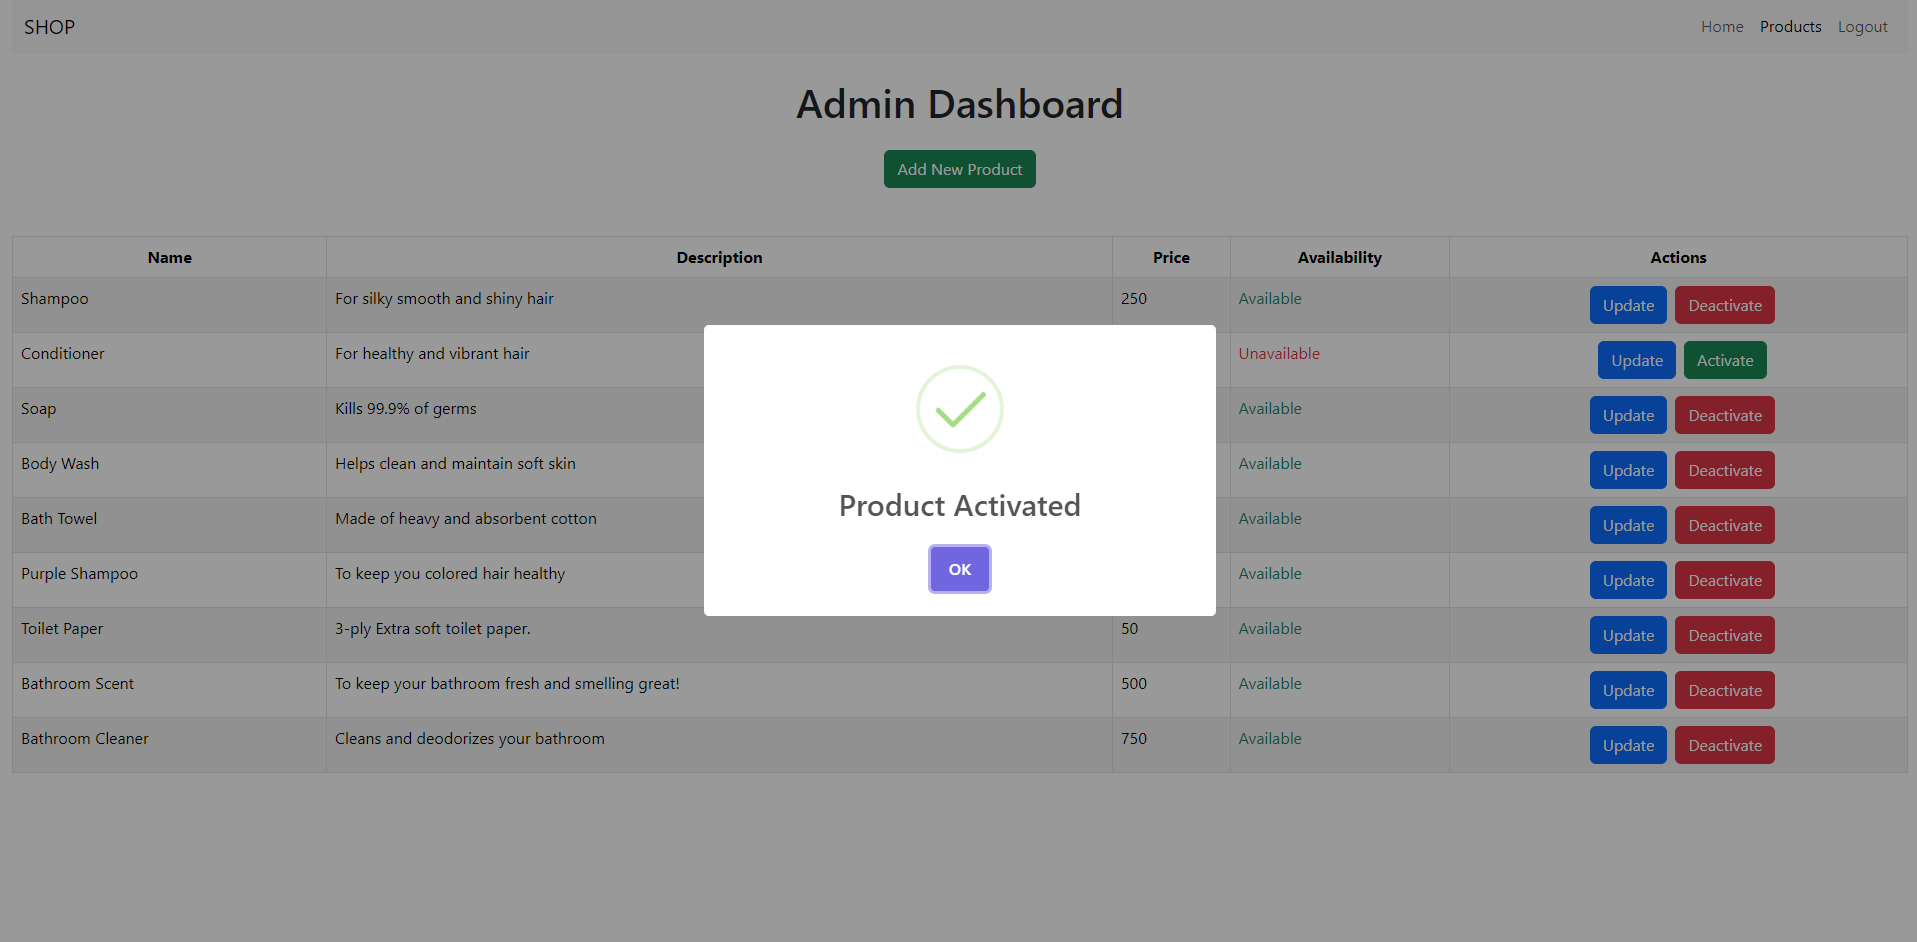 SHOP Home Products Logout
Admin Dashboard
Add New Product
Name Description Price Availability Actions
Shampoo For silky smooth and shiny hair 250 Available Update Deactivate
Conditioner For healthy and vibrant hair Unavailable Update Activate
Soap Kills 99.9% of germs Available Update Deactivate
Body Wash Helps clean and maintain soft skin Available Update Deactivate
Bath Towel Made of heavy and absorbent cotton Available Update Deactivate
Purple Shampoo To keep you colored hair healthy Available Update Deactivate
Toilet Paper 3-ply Extra soft toilet paper. 50 Available Update Deactivate
Bathroom Scent To keep your bathroom fresh and smelling great! 500 Available Update Deactivate
Bathroom Cleaner Cleans and deodorizes your bathroom 750 Available Update Deactivate
Product Activated
OK